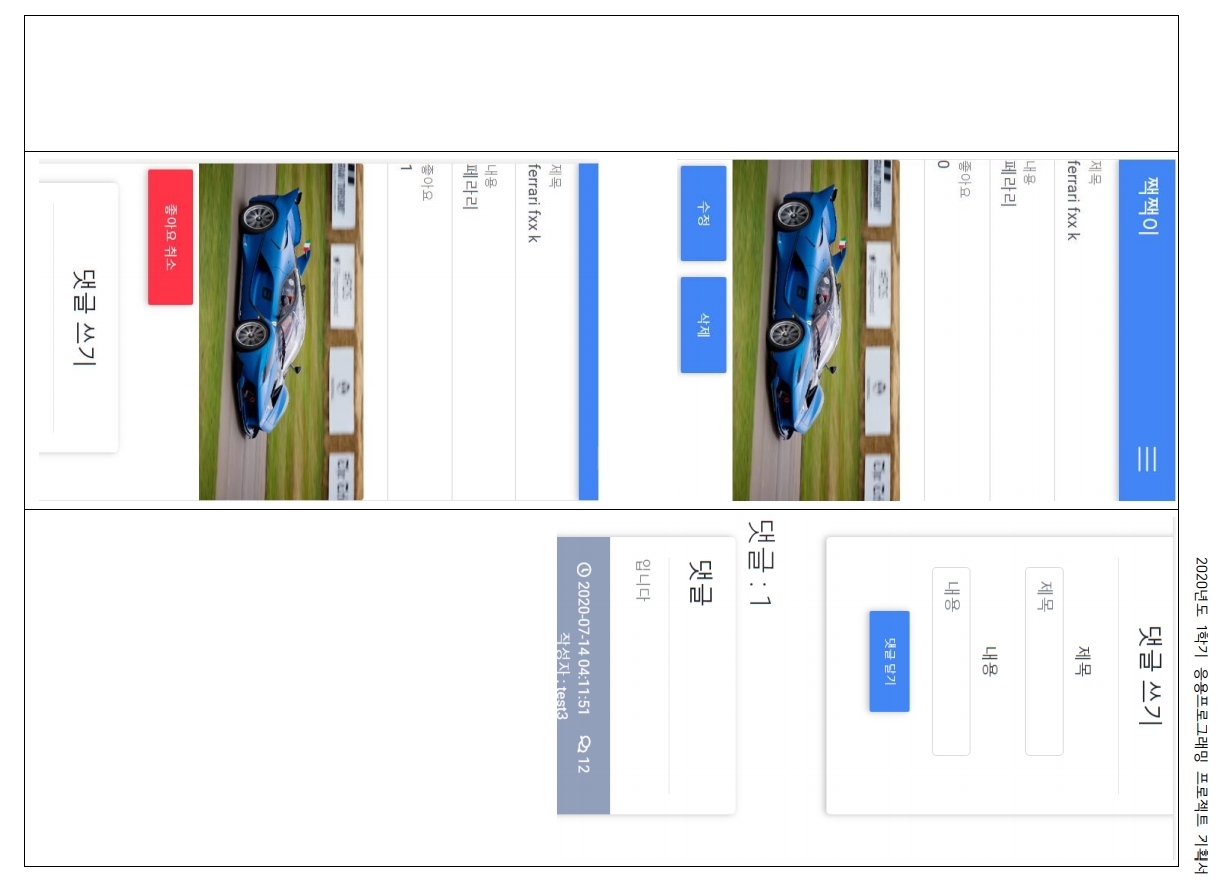 2020년도 1학기 응용프로그래밍 프로젝트 기획서
짹짹이
제목
ferrari fxx k
내용
페라리
좋아요
0
수정 삭제
제목
ferrari fxx k
내용
페라리
좋아요
1
좋아요 취소
댓글 쓰기
댓글 쓰기
제목
제목
내용
내용
댓글 달기
댓글 : 1
댓글
입니다
2020-07-14 04:11:51 12
작성자 : test3